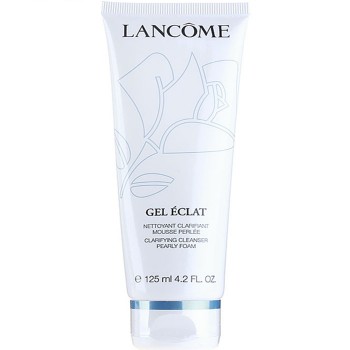 LANCÔME
GEL ÉCLAT
NETTOYANT CLARIFIANT
MOUSSE PERLÉE
CLARIFYING CLEANSER
PEARLY FOAM
e 125 ml 4.2 FL. OZ.